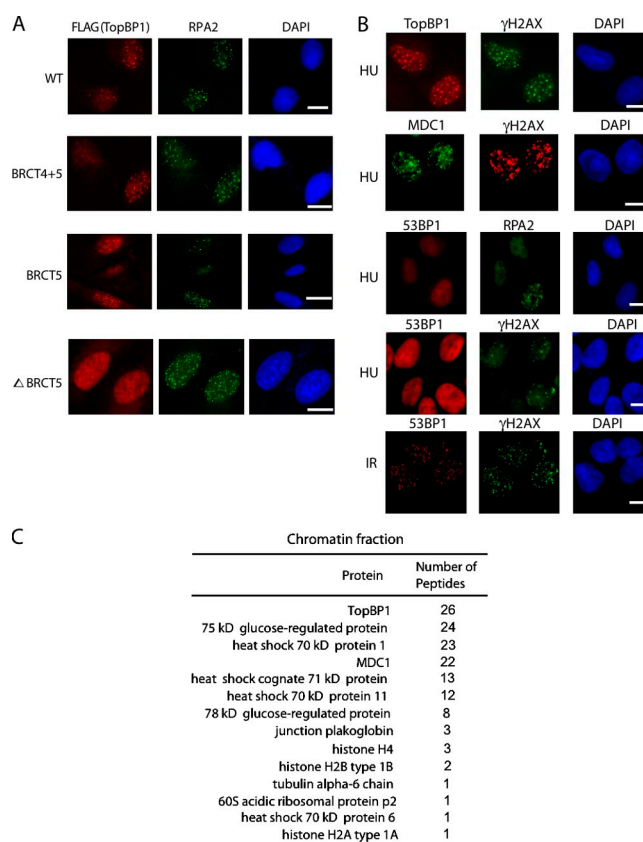 A
FLAG(TopBP1) RPA2 DAPI
WT
BRCT4+5
BRCT5
△ BRCT5
B
TopBP1 γH2AX DAPI
HU
MDC1 γH2AX DAPI
HU
53BP1 RPA2 DAPI
HU
53BP1 γH2AX DAPI
HU
53BP1 γH2AX DAPI
IR
C
Chromatin fraction
Protein Number of
Peptides
TopBP1 26
75 kD glucose-regulated protein 24
heat shock 70 kD protein 1 23
MDC1 22
heat shock cognate 71 kD protein 13
heat shock 70 kD protein 11 12
78 kD glucose-regulated protein 8
junction plakoglobin 3
histone H4 3
histone H2B type 1B 2
tubulin alpha-6 chain 1
60S acidic ribosomal protein p2 1
heat shock 70 kD protein 6 1
histone H2A type 1A 1